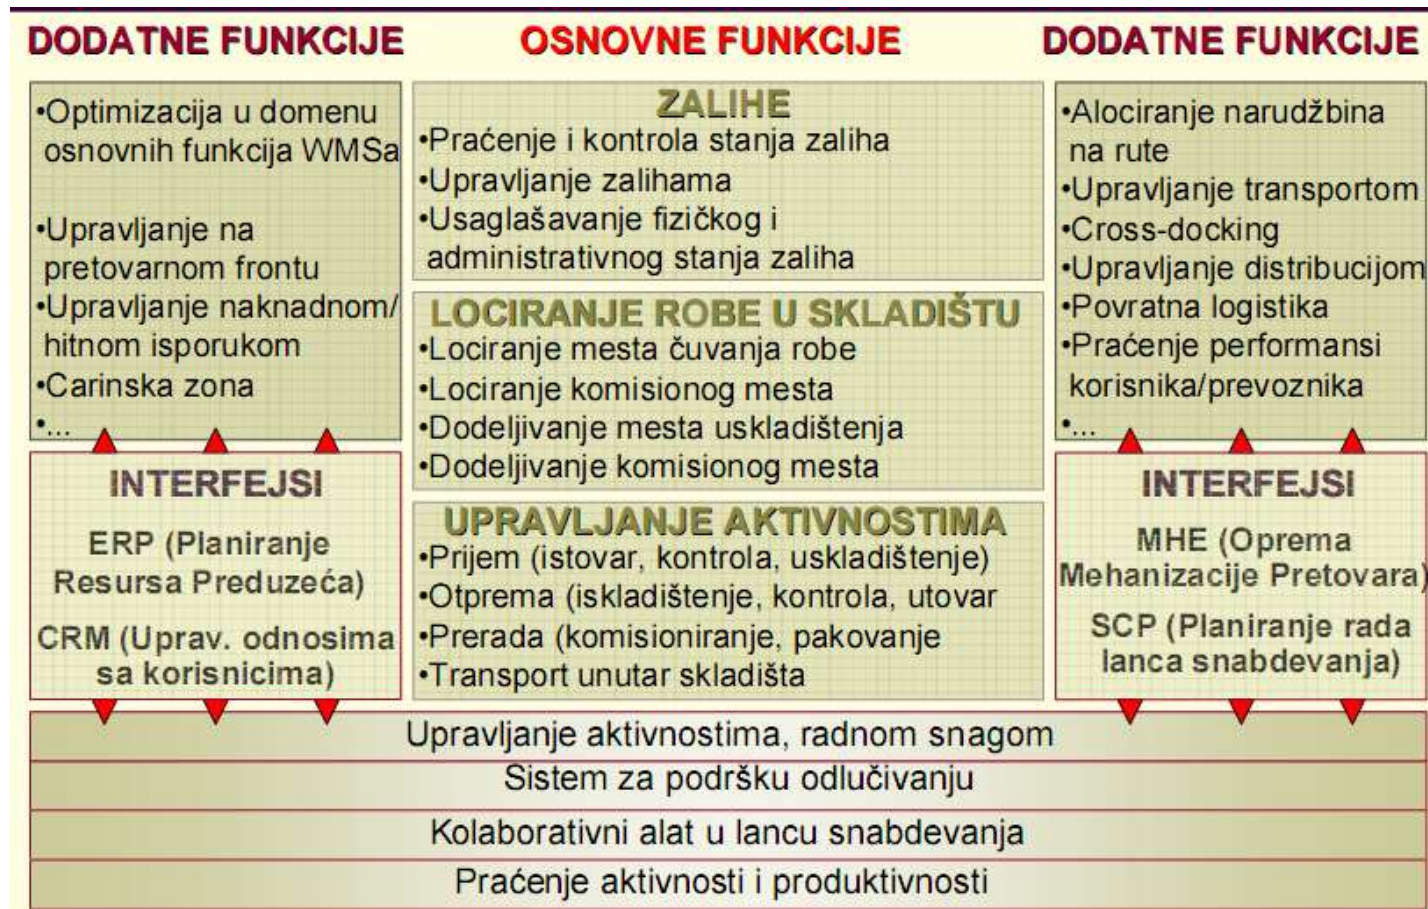 DODATNE FUNKCIJE
•Optimizacija u domenu
osnovnih funkcija WMSa
•Upravljanje na
pretovarnom frontu
•Upravljanje naknadnom/
hitnom isporukom
•Carinska zona
•...
INTERFEJSI
ERP (Planiranje
Resursa Preduzeća)
CRM (Uprav. odnosima
sa korisnicima)
OSNOVNE FUNKCIJE
ZALIHE
•Praćenje i kontrola stanja zaliha
•Upravljanje zalihama
•Usaglašavanje fizičkog i
administrativnog stanja zaliha
LOCIRANJE ROBE U SKLADIŠTU
•Lociranje mesta čuvanja robe
•Lociranje komisionog mesta
•Dodeljivanje mesta uskladištenja
•Dodeljivanje komisionog mesta
UPRAVLJANJE AKTIVNOSTIMA
•Prijem (istovar, kontrola, uskladištenje)
•Otprema (iskladištenje, kontrola, utovar
•Prerada (komisioniranje, pakovanje
•Transport unutar skladišta
DODATNE FUNKCIJE
•Alociranje narudžbina
na rute
•Upravljanje transportom
•Cross-docking
•Upravljanje distribucijom
•Povratna logistika
•Praćenje performansi
korisnika/prevoznika
•...
INTERFEJSI
MHE (Oprema
Mehanizacije Pretovara)
SCP (Planiranje rada
lanca snabdevanja)
Upravljanje aktivnostima, radnom snagom
Sistem za podršku odlučivanju
Kolaborativni alat u lancu snabdevanja
Praćenje aktivnosti i produktivnosti